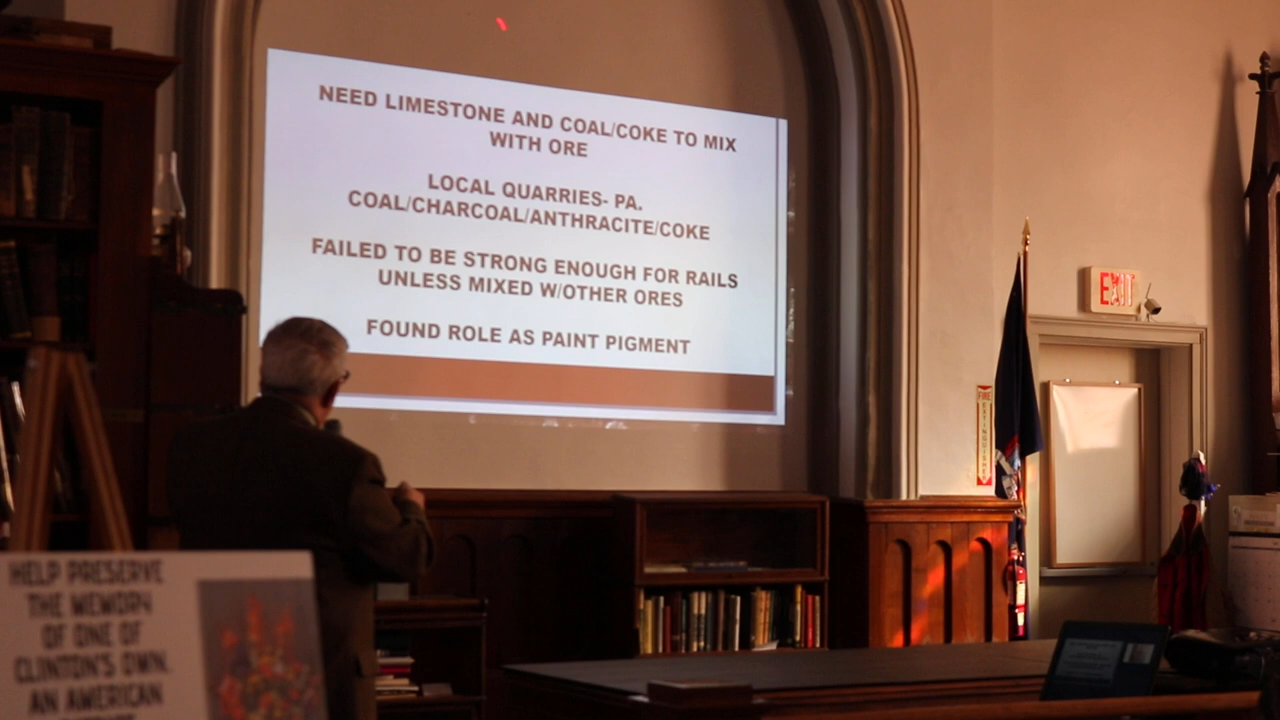 NEED LIMESTONE AND COAL/COKE TO MIX
WITH ORE
LOCAL QUARRIES- PA.
COAL/CHARCOAL/ANTHRACITE/COKE
FAILED TO BE STRONG ENOUGH FOR RAILS
UNLESS MIXED W/OTHER ORES
FOUND ROLE AS PAINT PIGMENT
EXIT
FIRE
EXTINGUISHER
HELP PRESERVE
THE MEMORY
OF ONE OF
CLINTON'S OWN.
AN AMERICAN